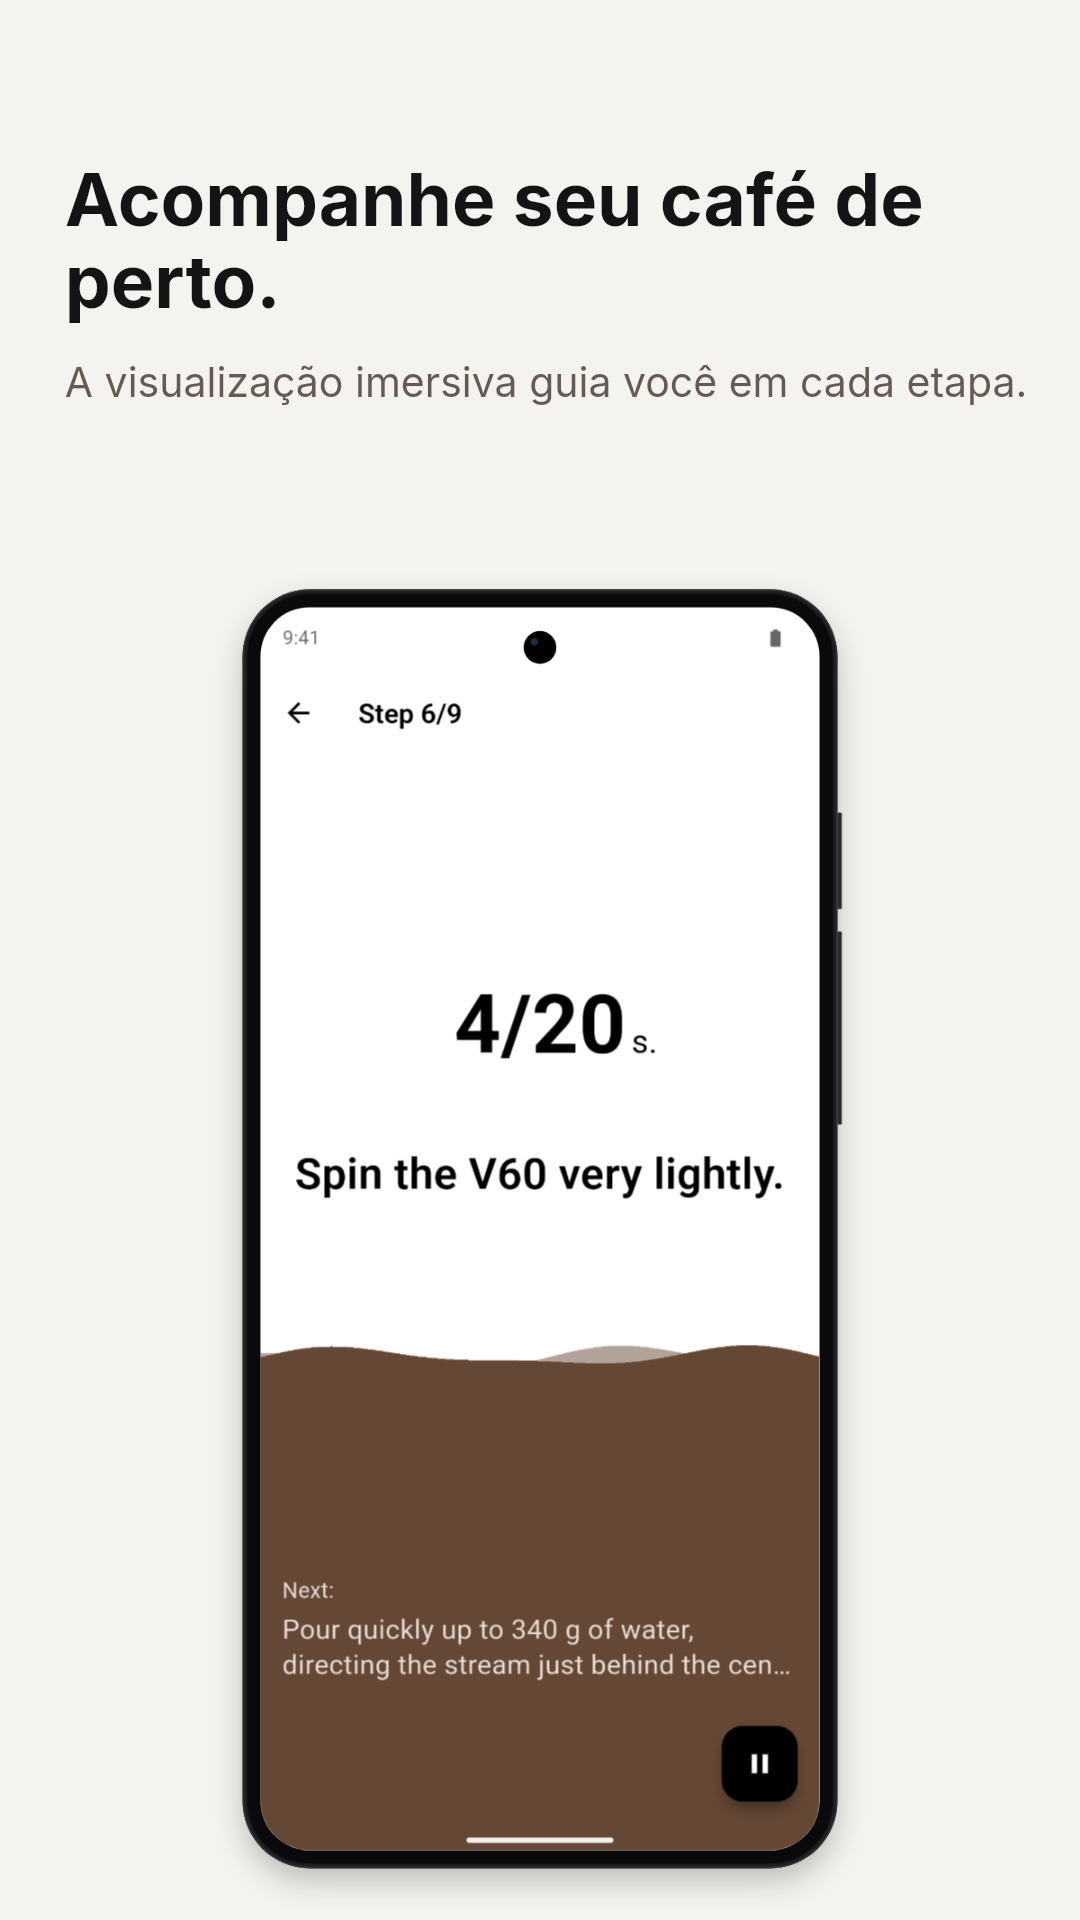 Acompanhe seu café de
perto.
A visualização imersiva guia você em cada etapa.
9:41
Step 6/9
4/20 s.
Spin the V60 very lightly.
Next:
Pour quickly up to 340 g of water,
directing the stream just behind the cen…